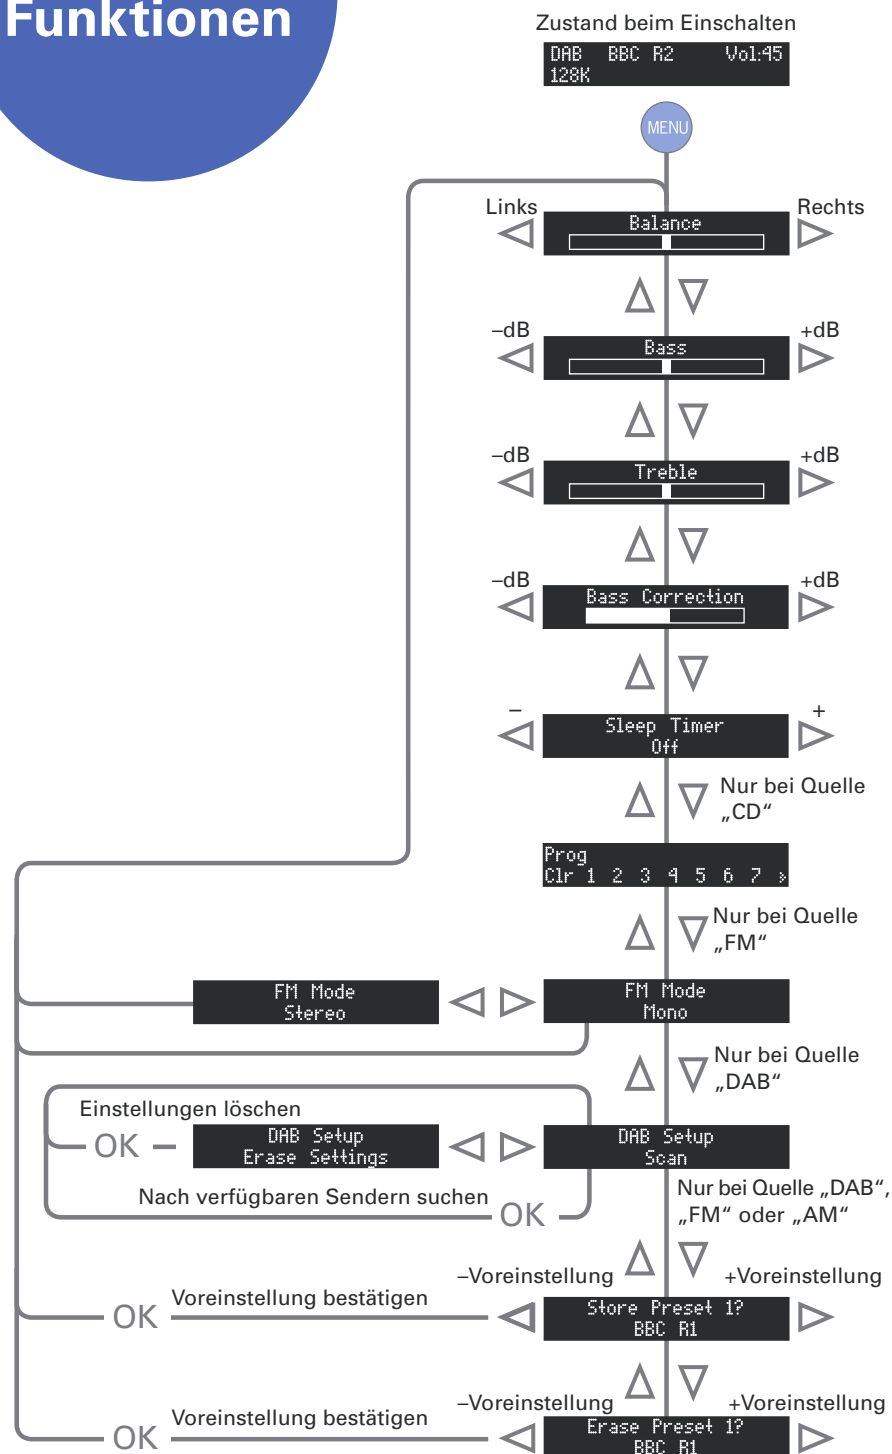 Funktionen
Zustand beim Einschalten
DAB BBC R2 Vol:45
128K
MENU
Links
Rechts
Balance
–dB
+dB
Bass
–dB
+dB
Treble
–dB
+dB
Bass Correction
–
+
Sleep Timer
Off
Nur bei Quelle
„CD“
Prog
Clr 1 2 3 4 5 6 7 »
Nur bei Quelle
„FM“
FM Mode
Stereo
FM Mode
Mono
Nur bei Quelle
„DAB“
Einstellungen löschen
OK
DAB Setup
Erase Settings
DAB Setup
Scan
Nach verfügbaren Sendern suchen
OK
Nur bei Quelle „DAB“,
„FM“ oder „AM“
–Voreinstellung
+Voreinstellung
OK
Voreinstellung bestätigen
Store Preset 1?
BBC R1
–Voreinstellung
+Voreinstellung
OK
Voreinstellung bestätigen
Erase Preset 1?
BBC R1